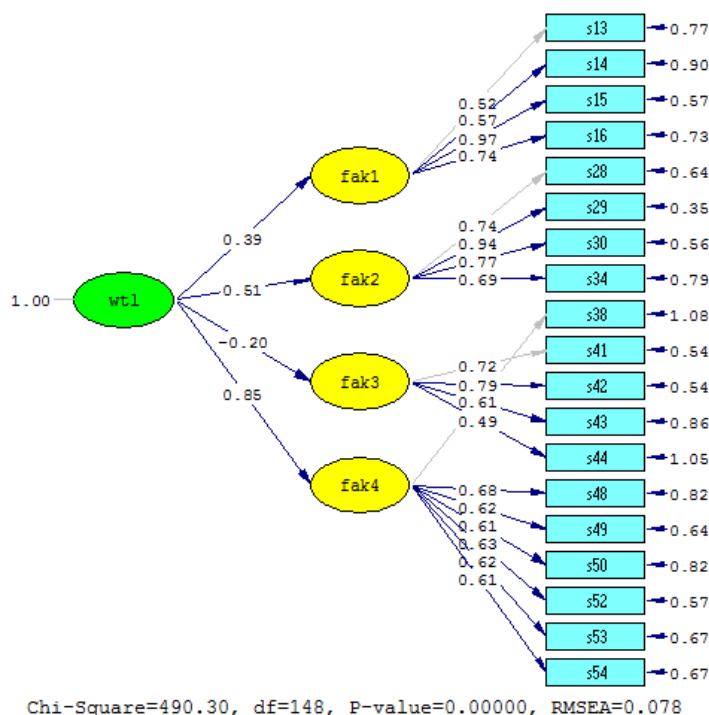 s13 0.77
s14 0.90
s15 0.57
0.52
0.57
s16 0.73
0.97
0.74
s28 0.64
fak1
s29 0.35
0.74
0.39
0.94
s30 0.56
0.77
0.51
fak2
0.69
s34 0.79
1.00 wtl
s38 1.08
-0.20
s41 0.54
0.72
fak3
0.79
s42 0.54
0.85
0.61
0.49
s43 0.86
s44 1.05
fak4
0.68
s48 0.82
0.62
0.61
s49 0.64
0.63
0.62
s50 0.82
0.61
s52 0.57
s53 0.67
s54 0.67
Chi-Square=490.30, df=148, P-value=0.00000, RMSEA=0.078